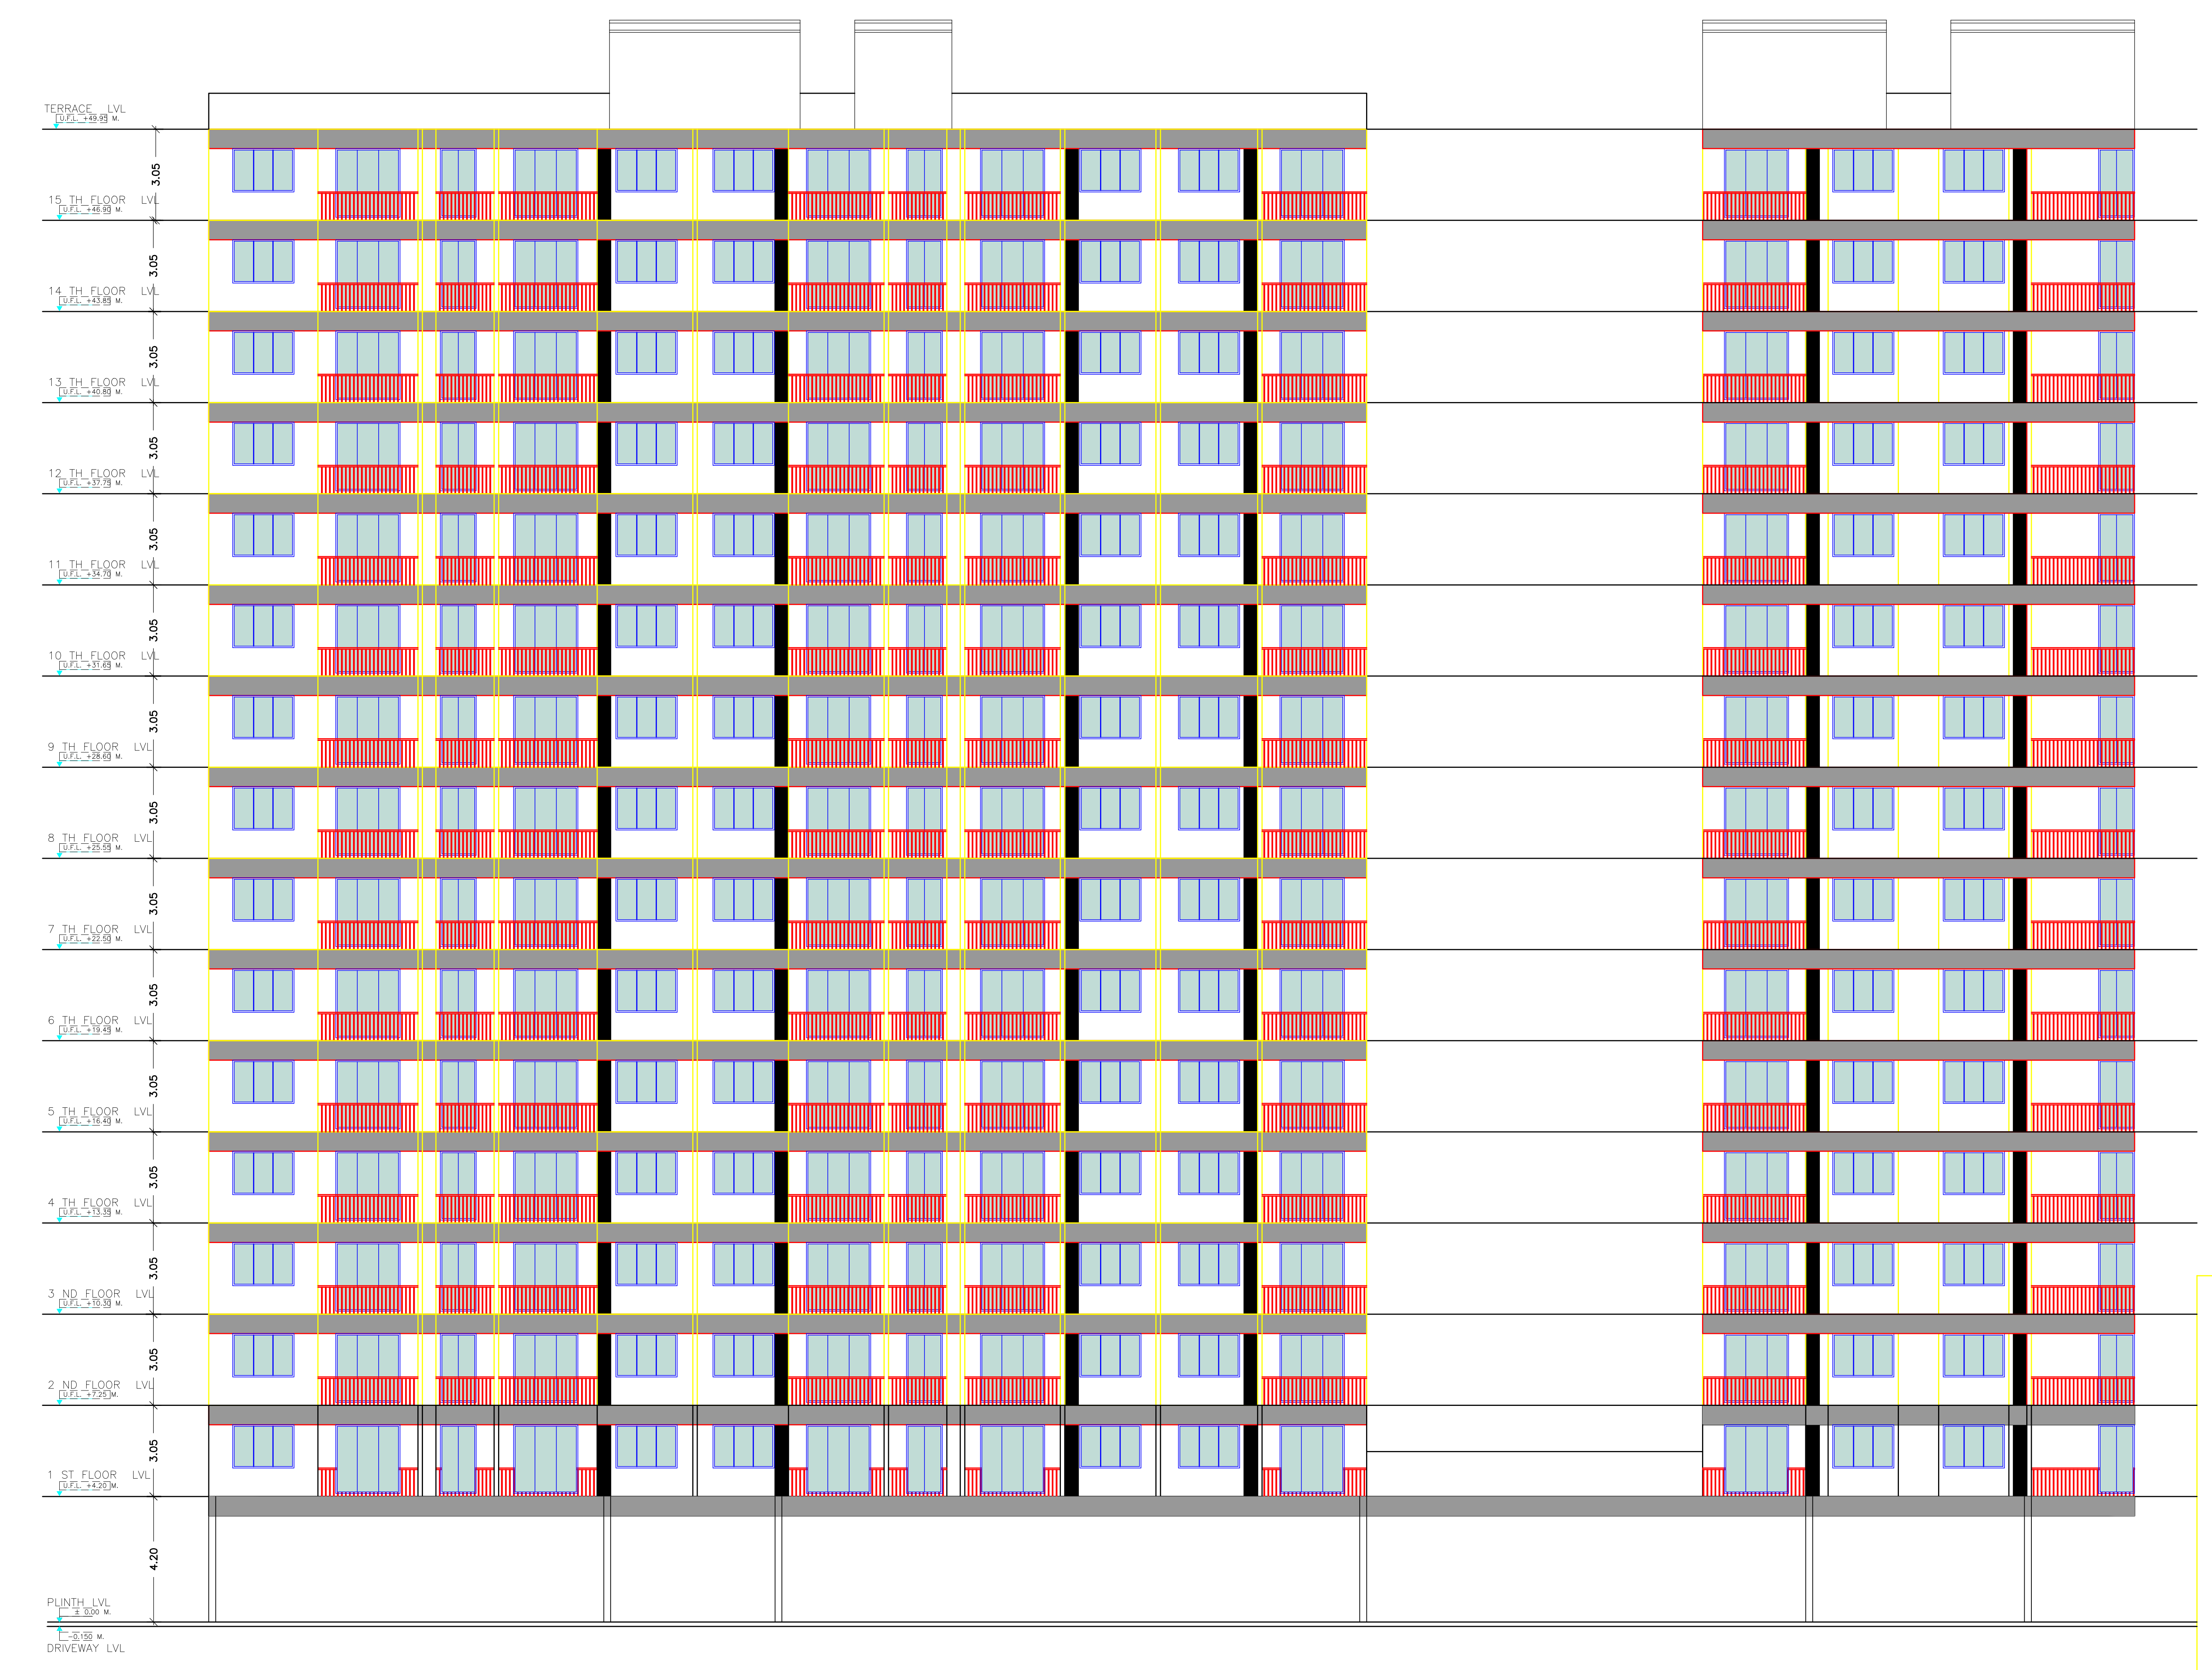 TERRACE LVL
U.F.L. +49.95 M.
3.05
15 TH FLOOR LVL
U.F.L. +46.90 M.
3.05
14 TH FLOOR LVL
U.F.L. +43.85 M.
3.05
13 TH FLOOR LVL
U.F.L. +40.80 M.
3.05
12 TH FLOOR LVL
U.F.L. +37.75 M.
3.05
11 TH FLOOR LVL
U.F.L. +34.70 M.
3.05
10 TH FLOOR LVL
U.F.L. +31.65 M.
3.05
9 TH FLOOR LVL
U.F.L. +28.60 M.
3.05
8 TH FLOOR LVL
U.F.L. +25.55 M.
3.05
7 TH FLOOR LVL
U.F.L. +22.50 M.
3.05
6 TH FLOOR LVL
U.F.L. +19.45 M.
3.05
5 TH FLOOR LVL
U.F.L. +16.40 M.
3.05
4 TH FLOOR LVL
U.F.L. +13.35 M.
3.05
3 ND FLOOR LVL
U.F.L. +10.30 M.
3.05
2 ND FLOOR LVL
U.F.L. +7.25 M.
3.05
1 ST FLOOR LVL
U.F.L. +4.20 M.
4.20
PLINTH LVL
± 0.00 M.
-0.150 M.
DRIVEWAY LVL